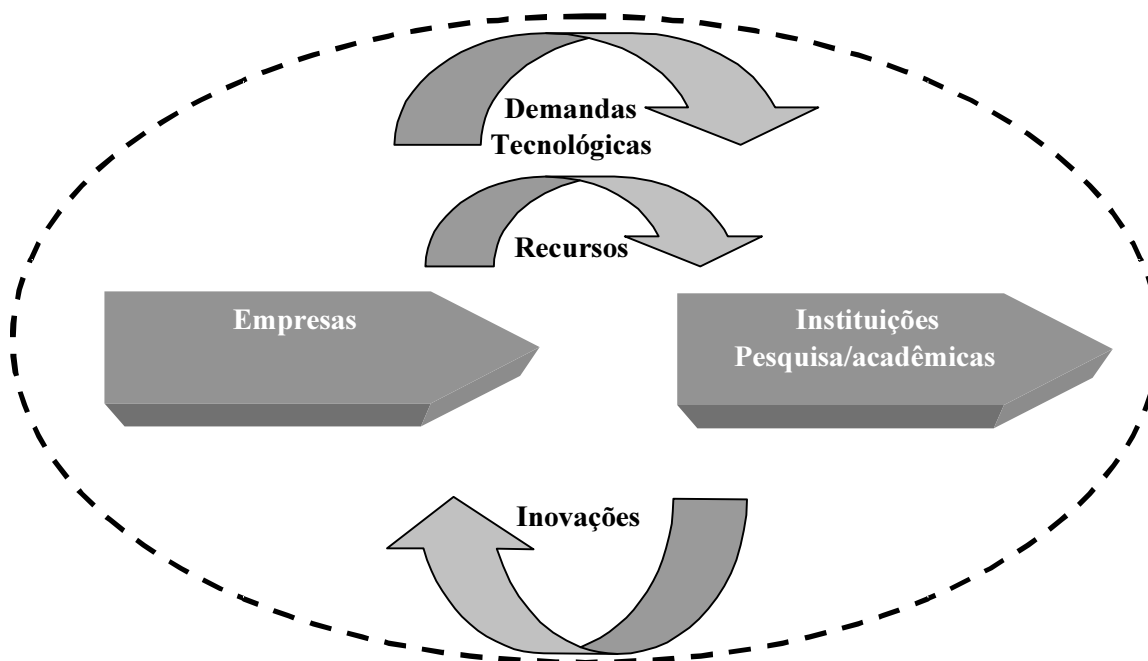 Demandas
Tecnológicas
Recursos
Empresas
Instituições
Pesquisa/acadêmicas
Inovações